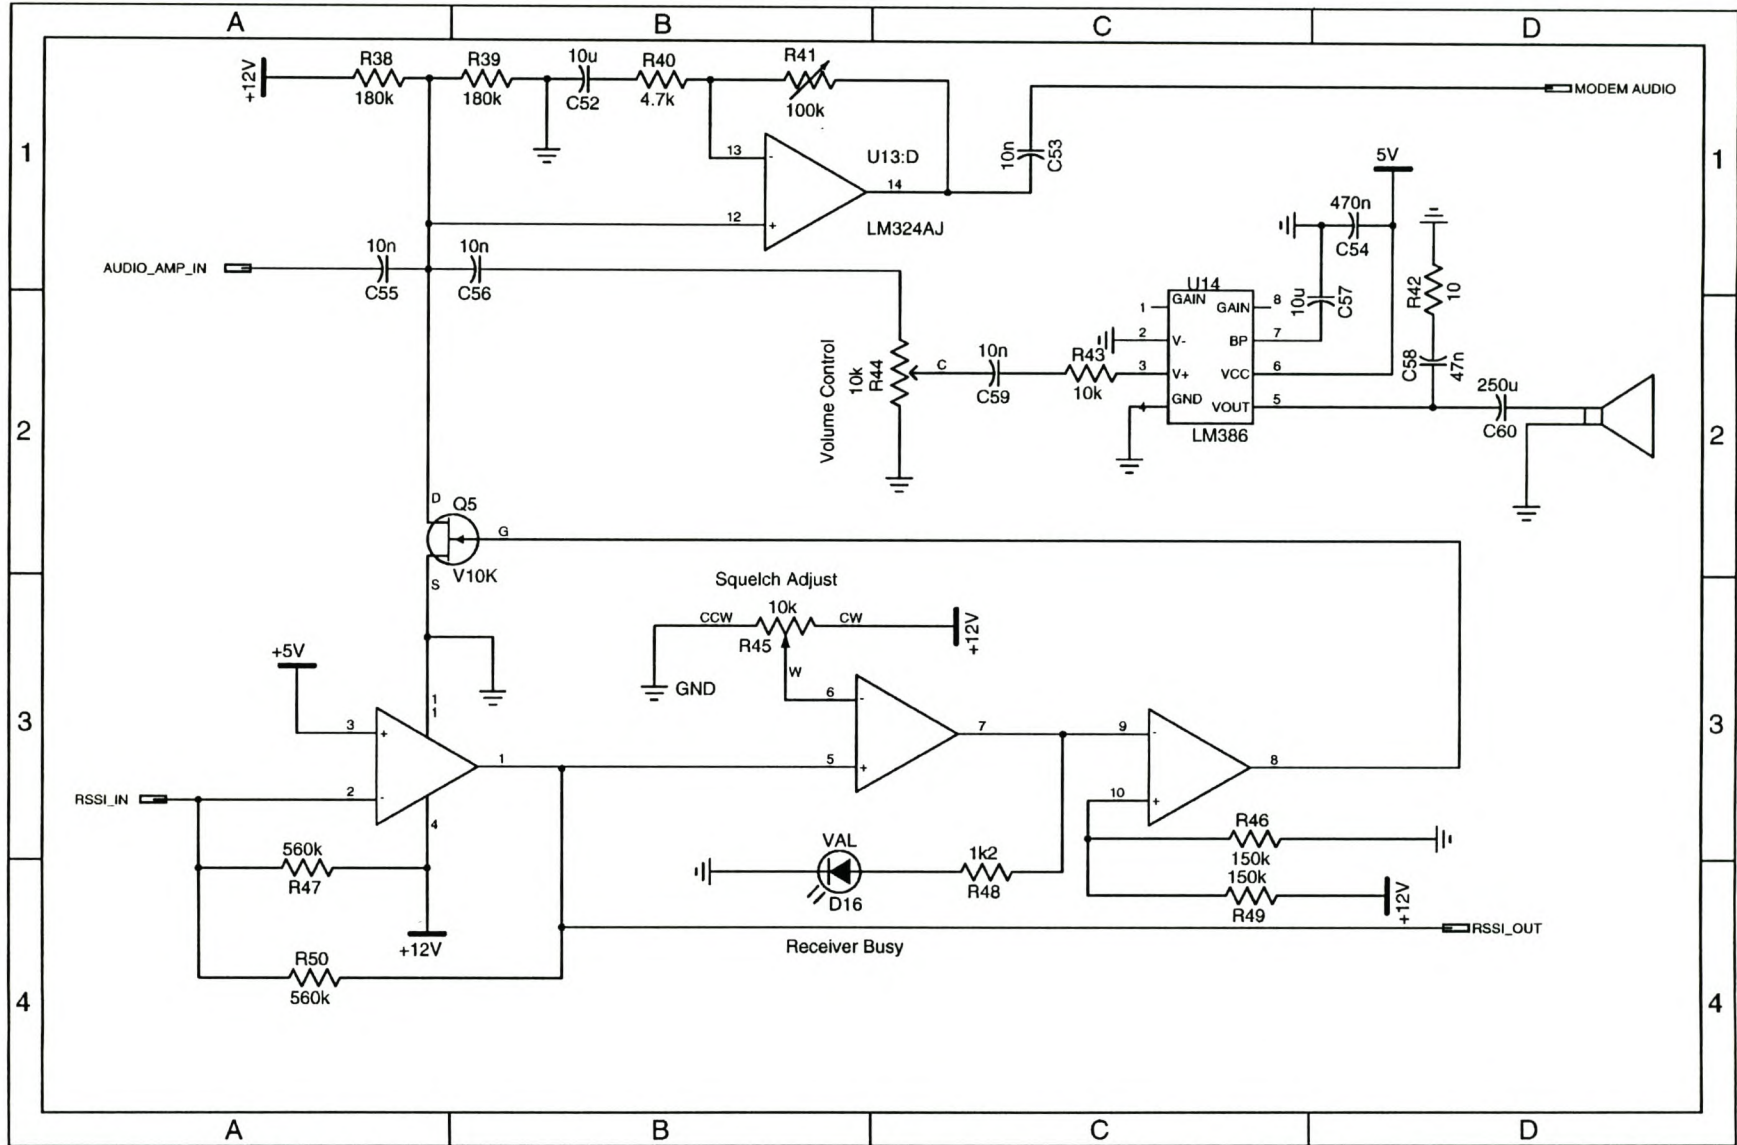 A B C D
+12V
R38
180k
R39
180k
10u
C52
R40
4.7k
R41
100k
MODEM AUDIO
1
1
13
-
U13:D
14
12
+
LM324AJ
10n
C53
5V
470n
C54
AUDIO_AMP_IN
10n
C55
10n
C56
R42
10
10u
C57
U14
1
GAIN
GAIN
8
2
V-
BP
7
3
V+
VCC
6
4
GND
VOUT
5
LM386
Volume Control
10k
R44
C
10n
C59
R43
10k
C58
47n
250u
C60
2
2
D
Q5
G
V10K
S
Squelch Adjust
10k
CCW
CW
R45
W
+12V
GND
+5V
3
3
1
1
3
+
1
2
-
4
RSSI_IN
6
-
7
5
+
9
-
8
10
+
560k
R47
+12V
R50
560k
VAL
D16
1k2
R48
R46
150k
150k
R49
+12V
RSSI_OUT
Receiver Busy
4
4
A B C D